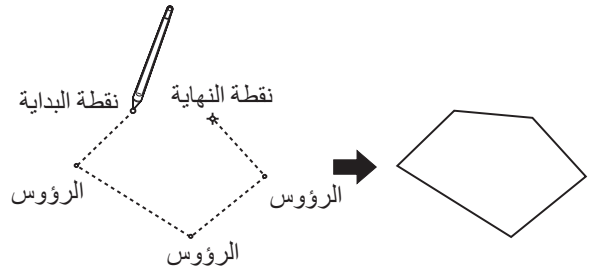 نقطة النهاية
نقطة البداية
الرؤوس
الرؤوس
الرؤوس